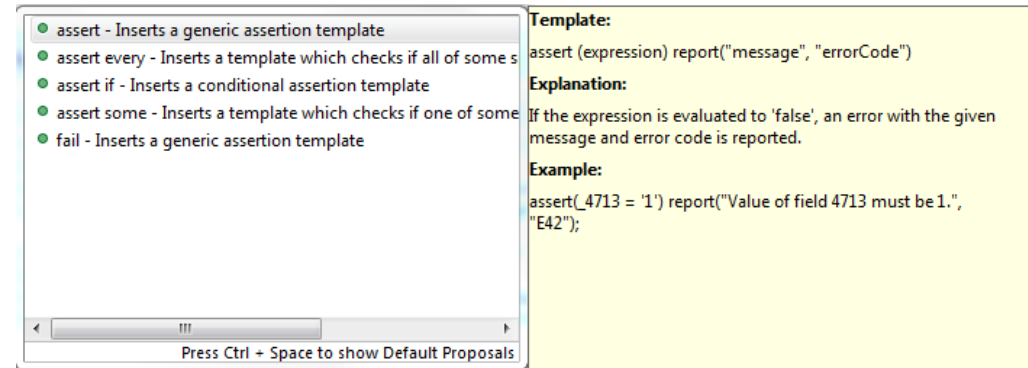 assert - Inserts a generic assertion template
assert every - Inserts a template which checks if all of some s
assert if - Inserts a conditional assertion template
assert some - Inserts a template which checks if one of some
fail - Inserts a generic assertion template
Press Ctrl + Space to show Default Proposals
Template:
assert (expression) report("message", "errorCode")
Explanation:
If the expression is evaluated to 'false', an error with the given
message and error code is reported.
Example:
assert(_4713 = '1') report("Value of field 4713 must be 1.",
"E42");